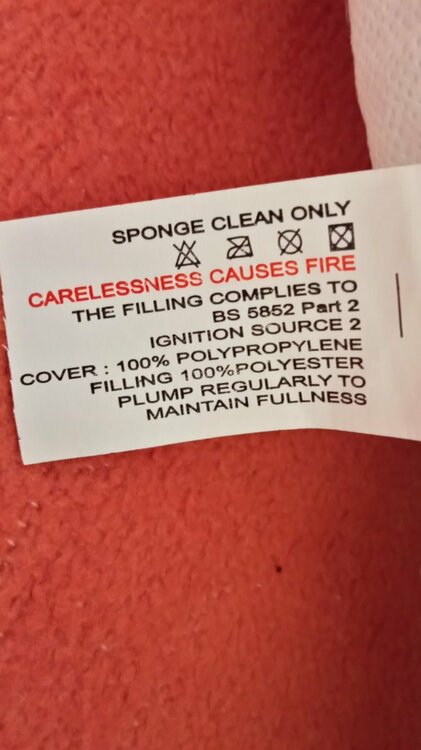 SPONGE CLEAN ONLY
CARELESSNESS CAUSES FIRE
THE FILLING COMPLIES TO
BS 5852 Part 2
IGNITION SOURCE 2
COVER : 100% POLYPROPYLENE
FILLING 100%POLYESTER
PLUMP REGULARLY TO
MAINTAIN FULLNESS